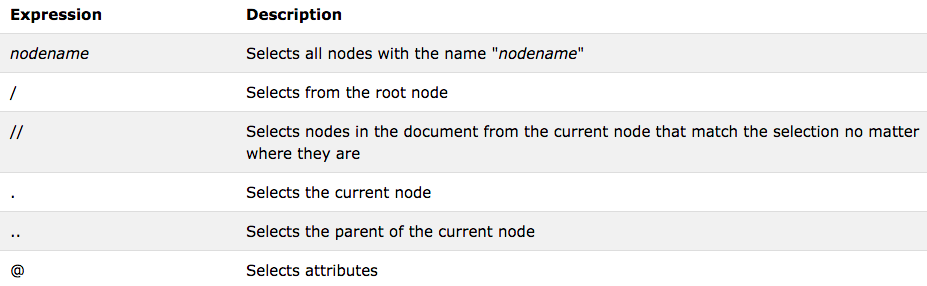 Expression Description
nodename Selects all nodes with the name "nodename"
/ Selects from the root node
// Selects nodes in the document from the current node that match the selection no matter
where they are
. Selects the current node
.. Selects the parent of the current node
@ Selects attributes